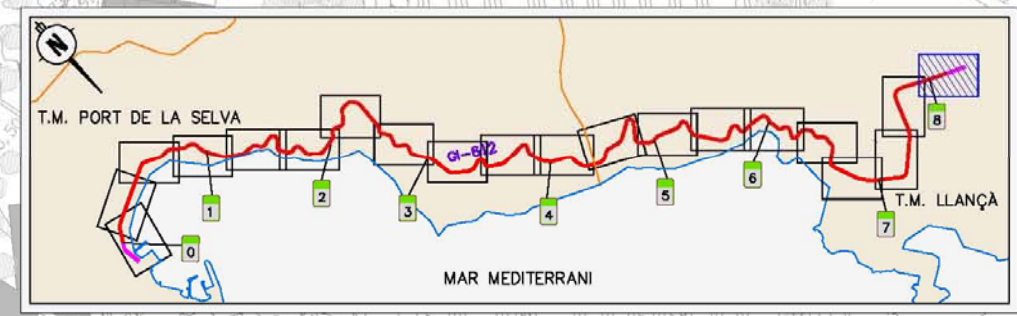 N
T.M. PORT DE LA SELVA
GI-612
0
1
2
3
4
5
6
7
8
T.M. LLANÇÀ
MAR MEDITERRANI